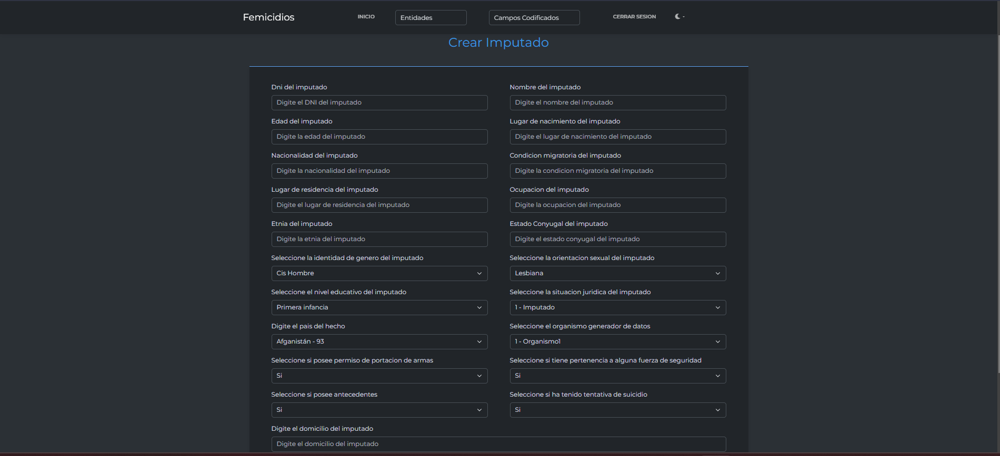 Femicidios INICIO Entidades Campos Codificados CERRAR SESION
Crear Imputado
Dni del imputado Nombre del imputado
Digite el DNI del imputado Digite el nombre del imputado
Edad del imputado Lugar de nacimiento del imputado
Digite la edad del imputado Digite el lugar de nacimiento del imputado
Nacionalidad del imputado Condicion migratoria del imputado
Digite la nacionalidad del imputado Digite la condicion migratoria del imputado
Lugar de residencia del imputado Ocupacion del imputado
Digite el lugar de residencia del imputado Digite la ocupacion del imputado
Etnia del imputado Estado Conyugal del imputado
Digite la etnia del imputado Digite el estado conyugal del imputado
Seleccione la identidad de genero del imputado Seleccione la orientacion sexual del imputado
Cis Hombre Lesbiana
Seleccione el nivel educativo del imputado Seleccione la situacion juridica del imputado
Primera infancia 1 - Imputado
Digite el pais del hecho Seleccione el organismo generador de datos
Afganistán - 93 1 - Organismo1
Seleccione si posee permiso de portacion de armas Seleccione si tiene pertenencia a alguna fuerza de seguridad
Si Si
Seleccione si posee antecedentes Seleccione si ha tenido tentativa de suicidio
Si Si
Digite el domicilio del imputado
Digite el domicilio del imputado